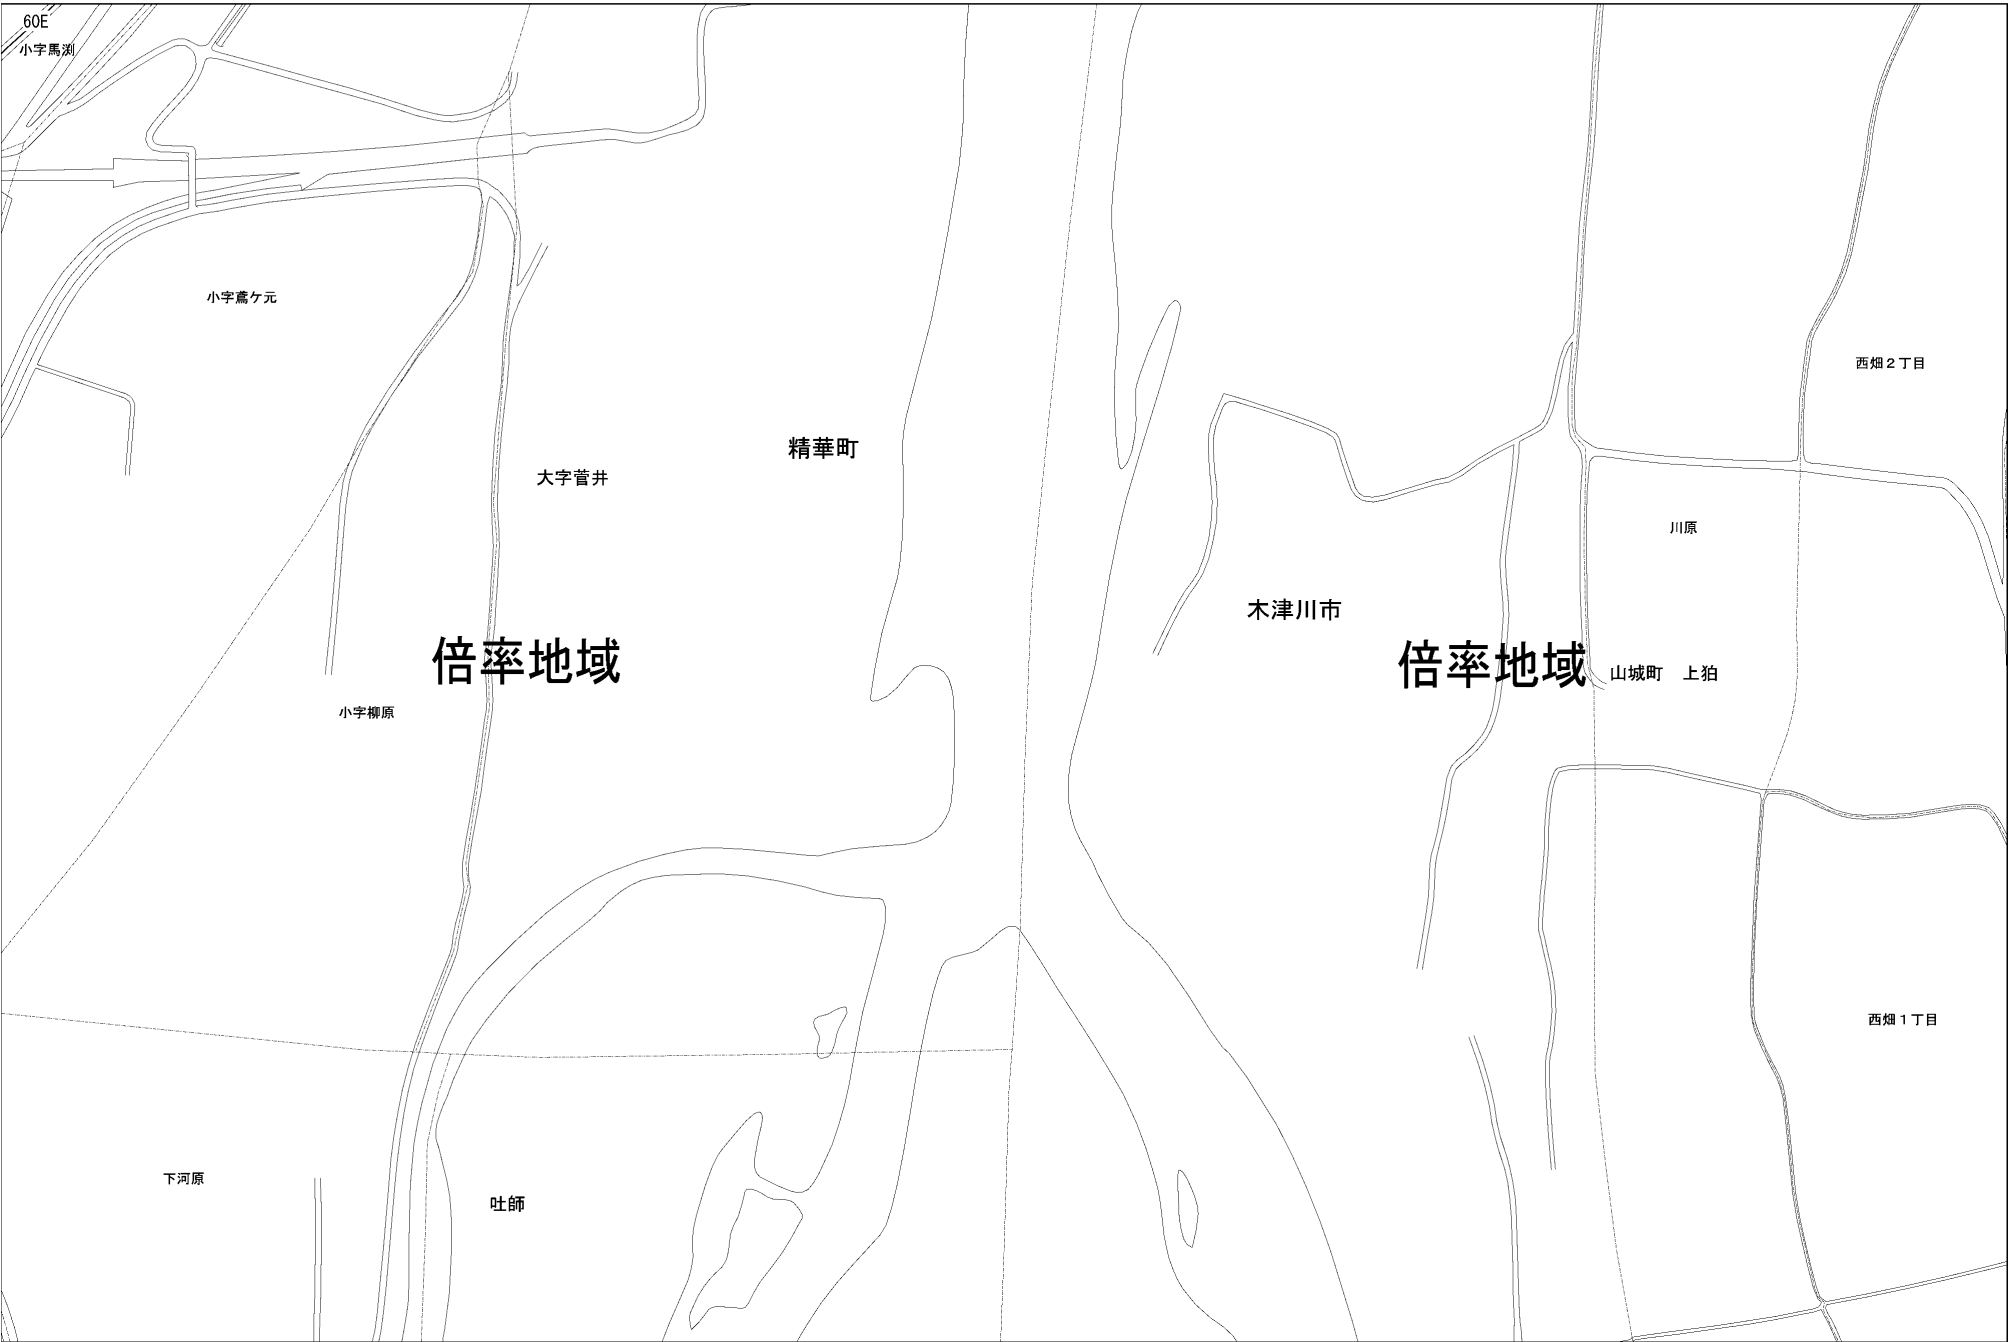 60E
小字馬渕
小字鳶ケ元
西畑２丁目
精華町
大字菅井
川原
木津川市
倍率地域
倍率地域
山城町　上狛
小字柳原
西畑１丁目
下河原
吐師